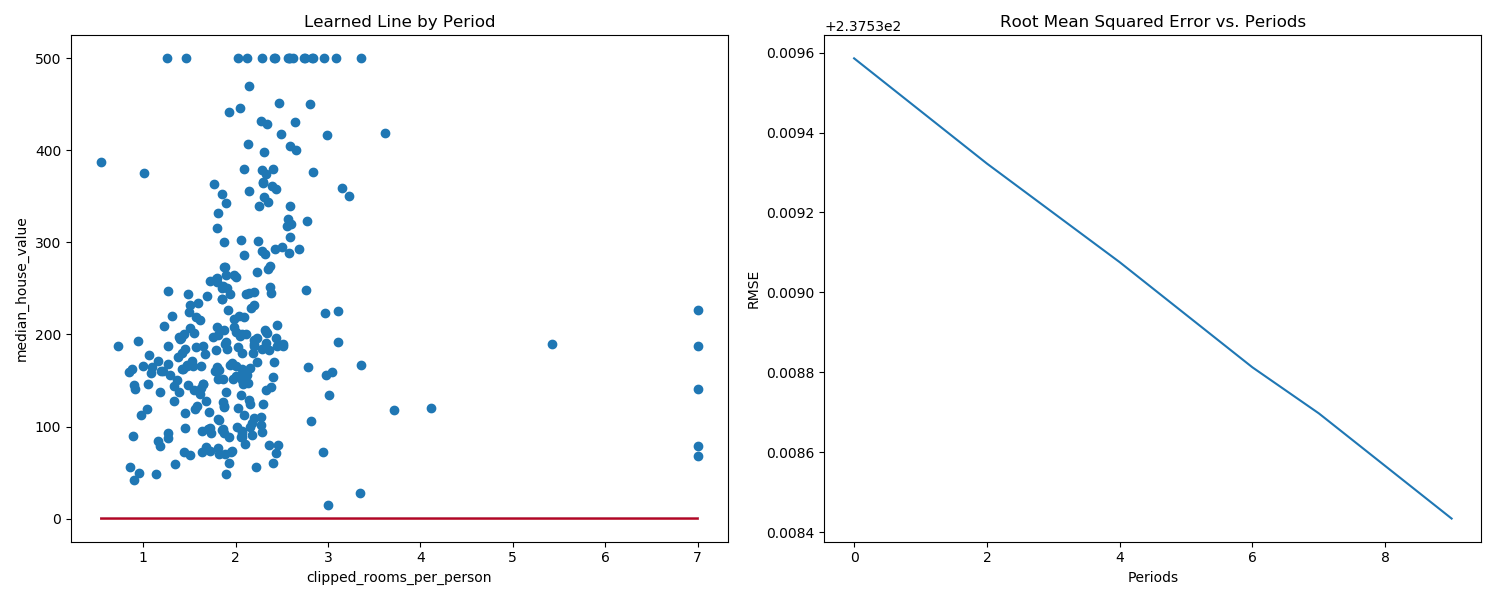 Learned Line by Period
median_house_value
500
400
300
200
100
0
1 2 3 4 5 6 7
clipped_rooms_per_person
Root Mean Squared Error vs. Periods
+2.3753e2
RMSE
0.0096
0.0094
0.0092
0.0090
0.0088
0.0086
0.0084
0 2 4 6 8
Periods